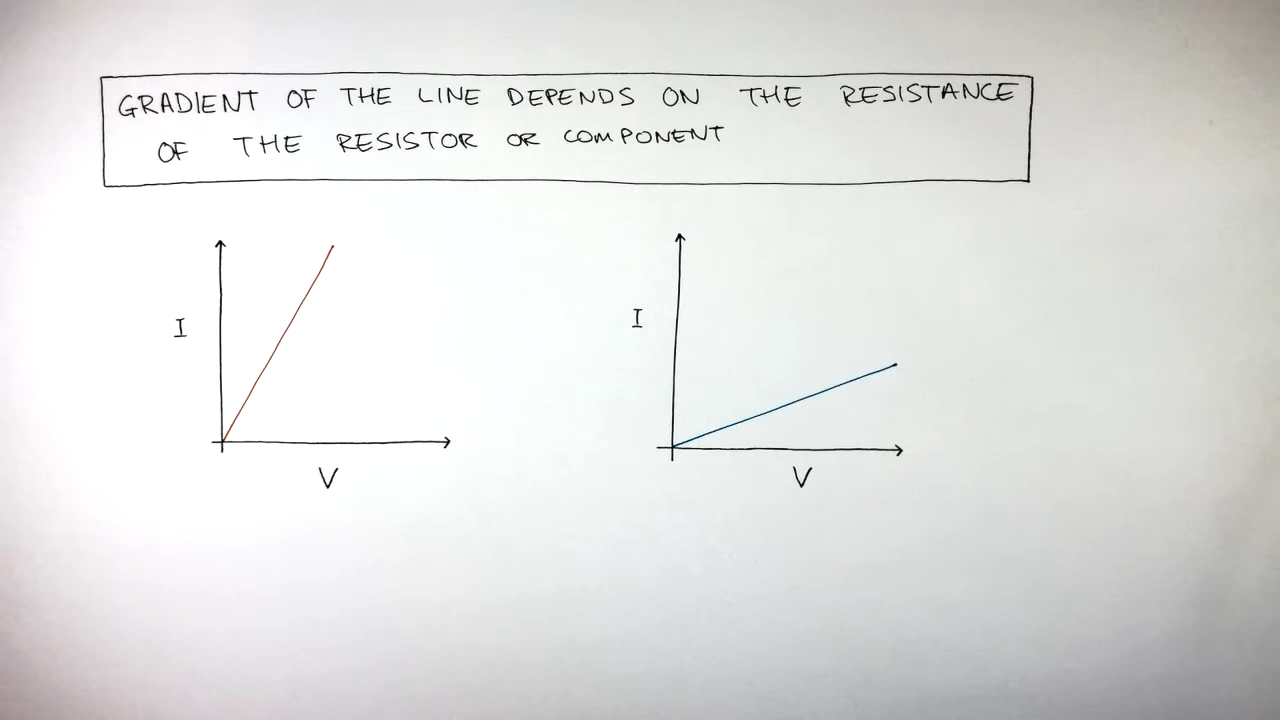 GRADIENT OF THE LINE DEPENDS ON THE RESISTANCE
OF THE RESISTOR OR COMPONENT
I
V
I
V